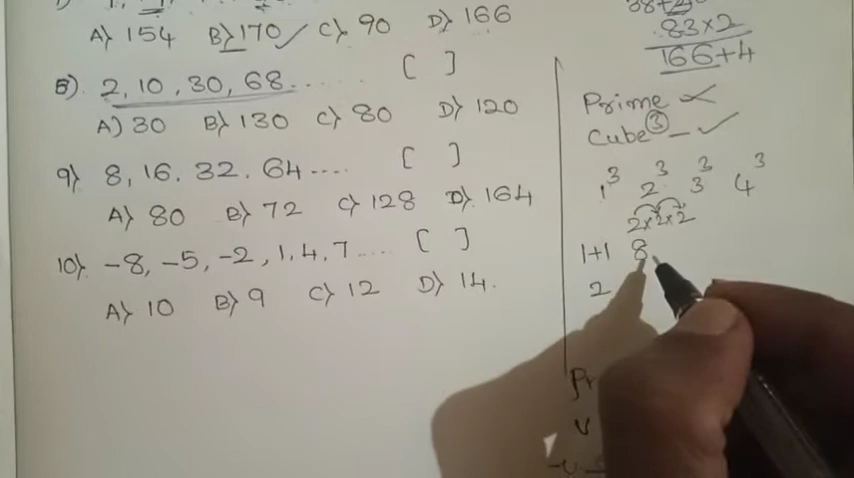 A) 154 B) 170 ✓ C) 90 D) 166
8). 2, 10, 30, 68..... [ ]
A) 30 B) 130 C) 80 D) 120
9) 8, 16. 32. 64.... [ ]
A) 80 B) 72 C) 128 D) 164
10) -8, -5, -2, 1, 4, 7.... [ ]
A) 10 B) 9 C) 12 D) 14.
83×2
166+4
Prime ×
Cube ③ - ✓
1³ 2³ 3³ 4³
2×2×2
1+1 8
2